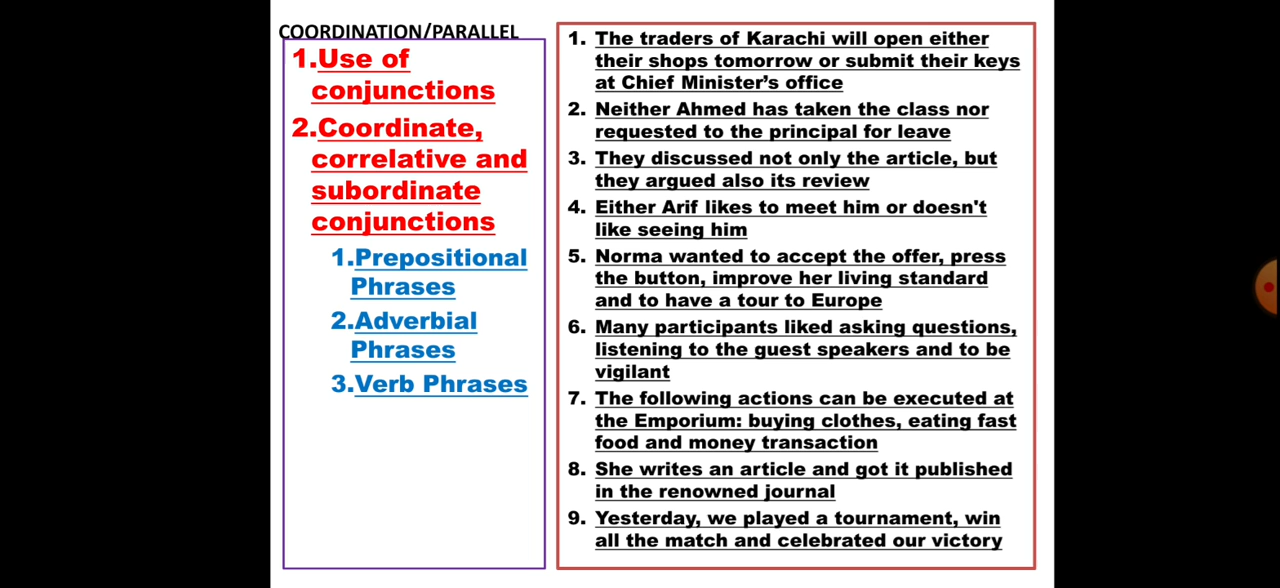 COORDINATION/PARALLEL
1.Use of
conjunctions
2.Coordinate,
correlative and
subordinate
conjunctions
1.Prepositional
Phrases
2.Adverbial
Phrases
3.Verb Phrases
1. The traders of Karachi will open either
their shops tomorrow or submit their keys
at Chief Minister’s office
2. Neither Ahmed has taken the class nor
requested to the principal for leave
3. They discussed not only the article, but
they argued also its review
4. Either Arif likes to meet him or doesn't
like seeing him
5. Norma wanted to accept the offer, press
the button, improve her living standard
and to have a tour to Europe
6. Many participants liked asking questions,
listening to the guest speakers and to be
vigilant
7. The following actions can be executed at
the Emporium: buying clothes, eating fast
food and money transaction
8. She writes an article and got it published
in the renowned journal
9. Yesterday, we played a tournament, win
all the match and celebrated our victory